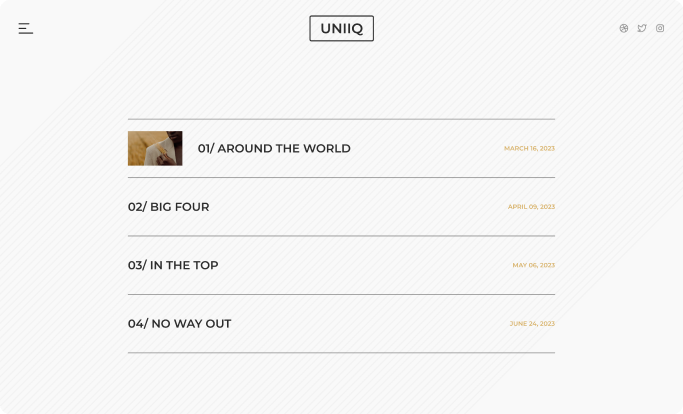 UNIIQ
01/ AROUND THE WORLD
MARCH 16, 2023
02/ BIG FOUR
APRIL 09, 2023
03/ IN THE TOP
MAY 06, 2023
04/ NO WAY OUT
JUNE 24, 2023